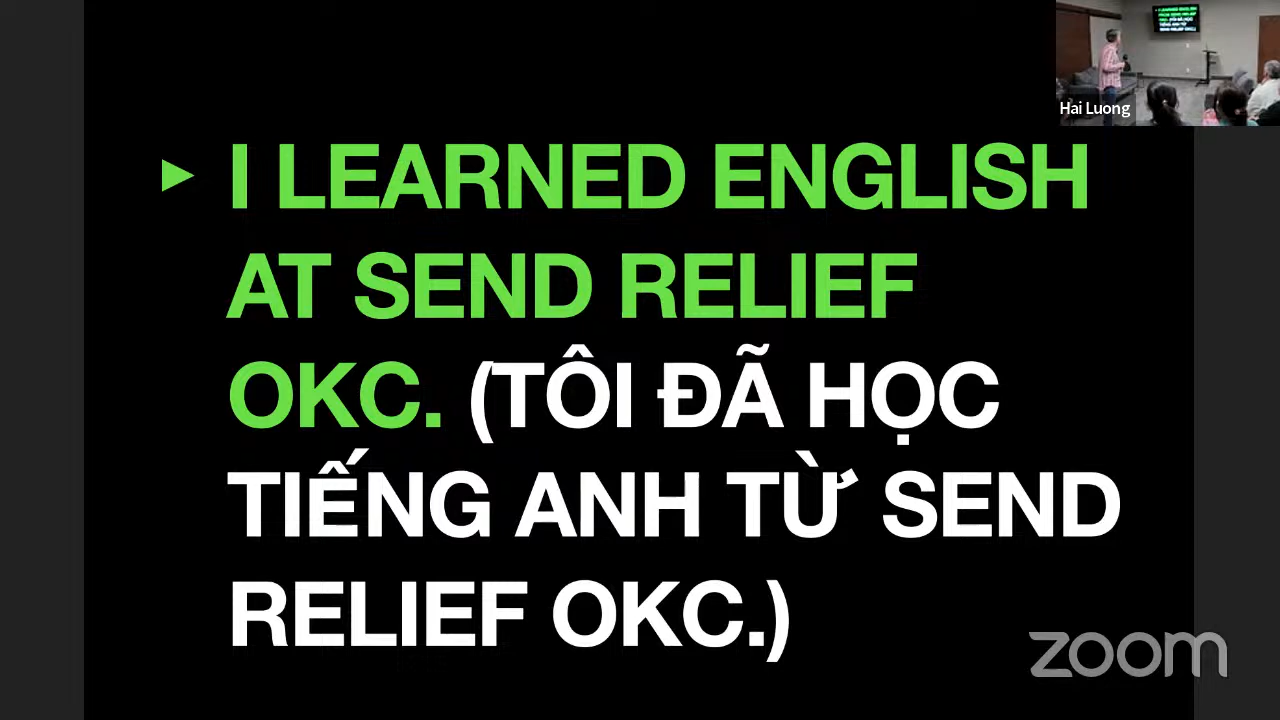 Hai Luong
I LEARNED ENGLISH
AT SEND RELIEF
OKC. (TÔI ĐÃ HỌC
TIẾNG ANH TỪ SEND
RELIEF OKC.)
zoom